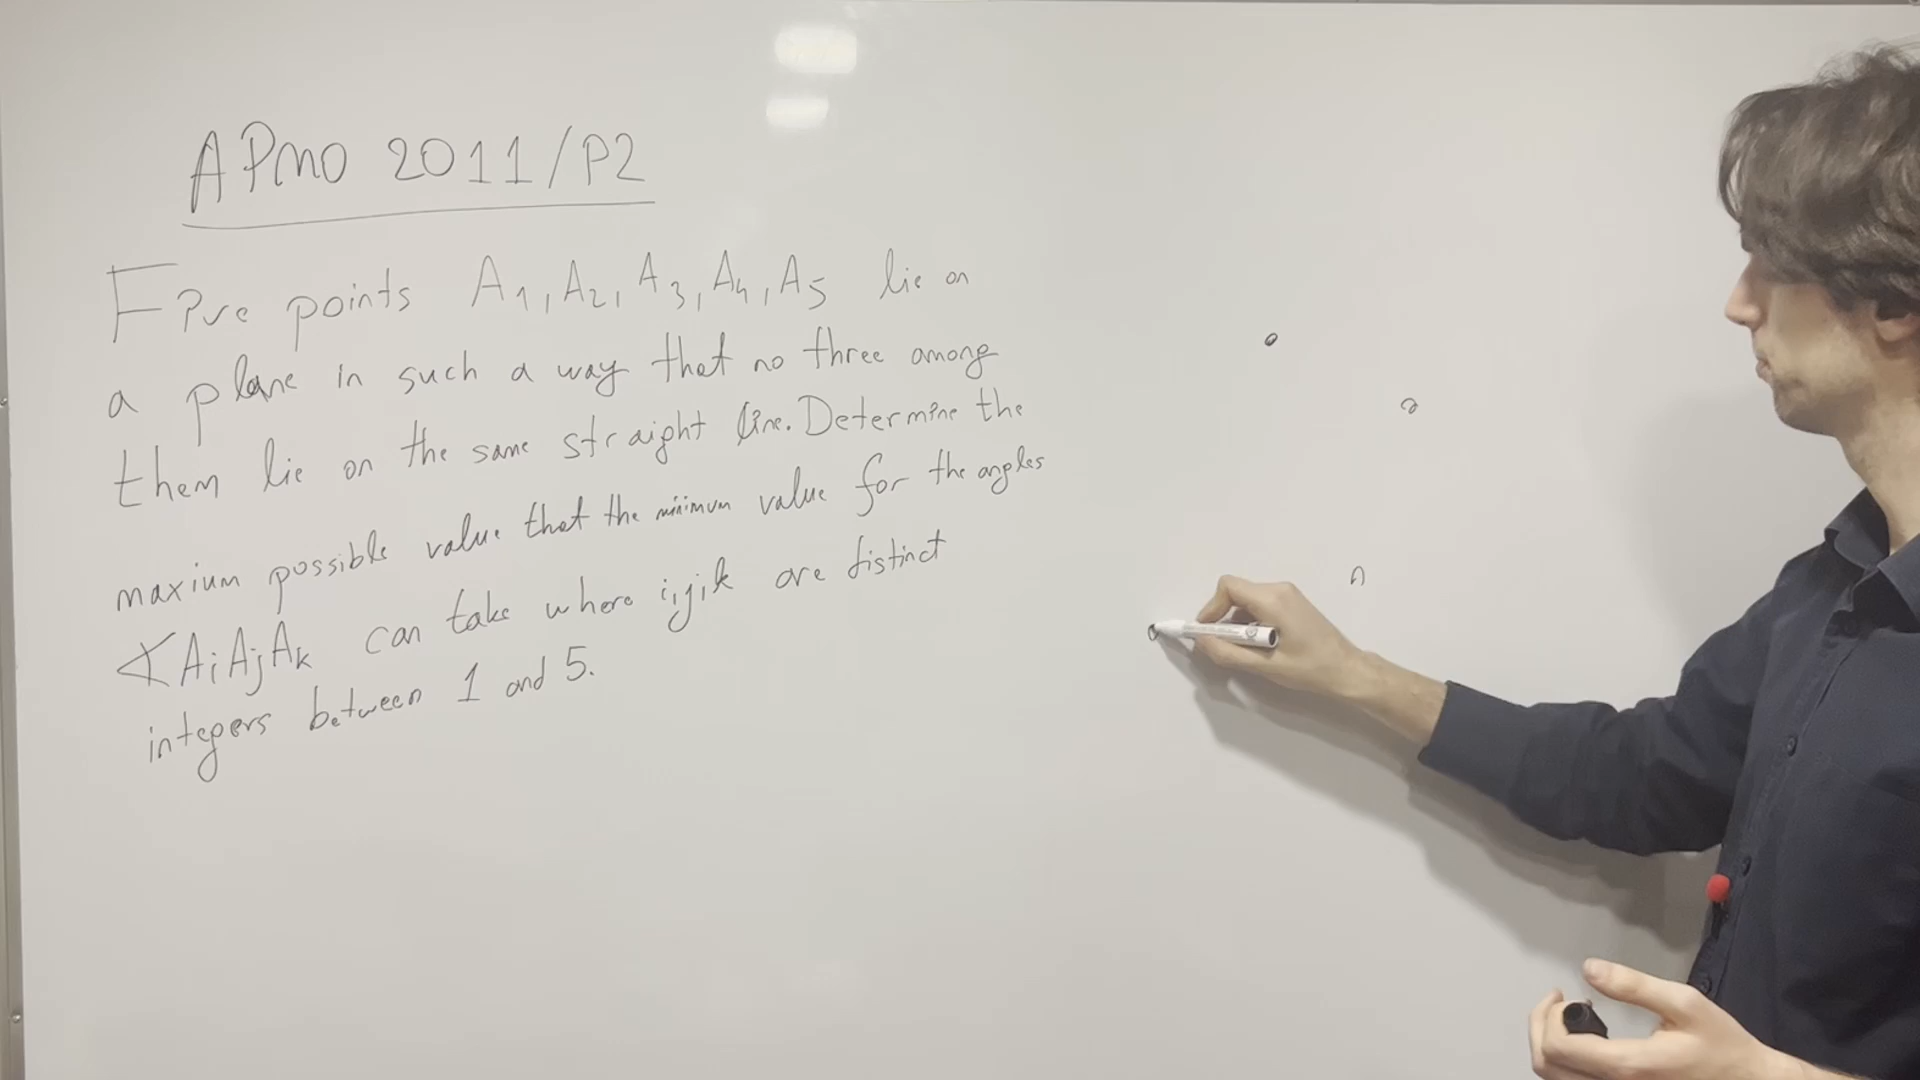 APMO 2011/P2
Five points A1, A2, A3, A4, A5 lie on
a plane in such a way that no three among
them lie on the same straight line. Determine the
maxium possible value that the minimum value for the angles
∢AiAjAk can take where i,j,k are distinct
integers between 1 and 5.